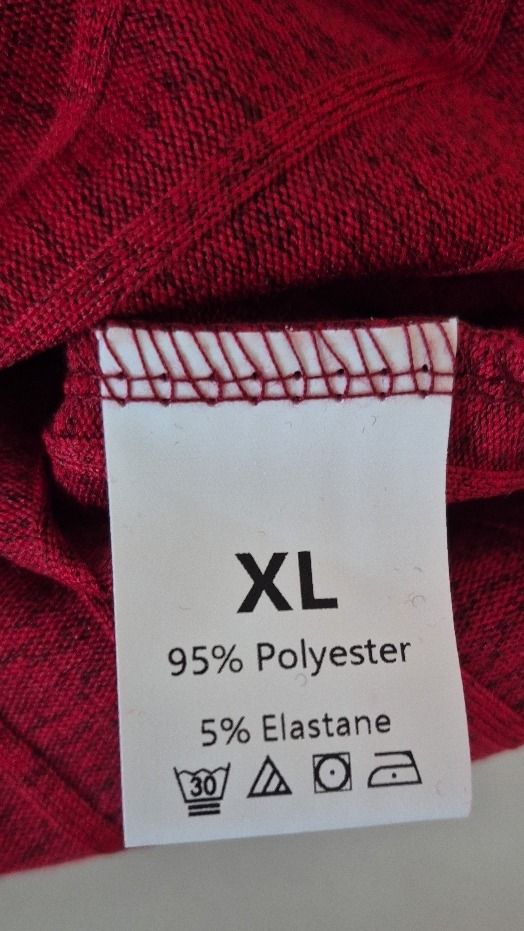 XL
95% Polyester
5% Elastane
30